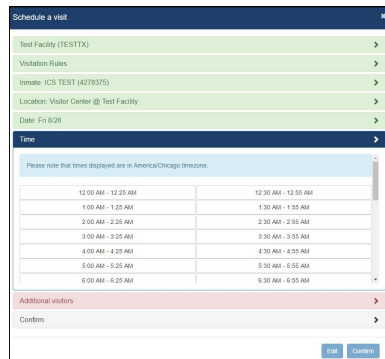 Schedule a visit
Test Facility (TESTTX)
Visitation Rules
Inmate: ICS TEST (4278375)
Location: Visitor Center @ Test Facility
Date: Fri 8/26
Time
Please note that times displayed are in America/Chicago timezone.
12:00 AM - 12:25 AM 12:30 AM - 12:55 AM
1:00 AM - 1:25 AM 1:30 AM - 1:55 AM
2:00 AM - 2:25 AM 2:30 AM - 2:55 AM
3:00 AM - 3:25 AM 3:30 AM - 3:55 AM
4:00 AM - 4:25 AM 4:30 AM - 4:55 AM
5:00 AM - 5:25 AM 5:30 AM - 5:55 AM
6:00 AM - 6:25 AM 6:30 AM - 6:55 AM
Additional visitors
Confirm
Edit Confirm